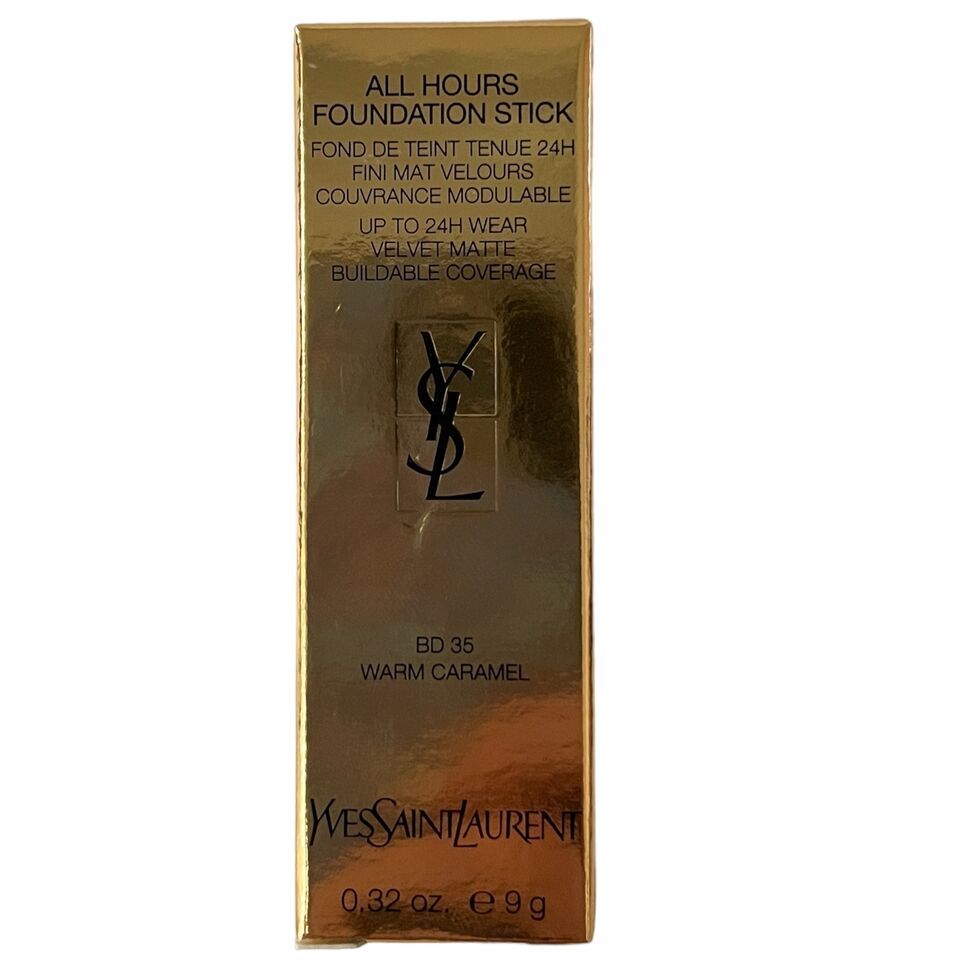 ALL HOURS
FOUNDATION STICK
FOND DE TEINT TENUE 24H
FINI MAT VELOURS
COUVRANCE MODULABLE
UP TO 24H WEAR
VELVET MATTE
BUILDABLE COVERAGE
YSL
BD 35
WARM CARAMEL
YVESSAINTLAURENT
0.32 oz. ℮ 9 g